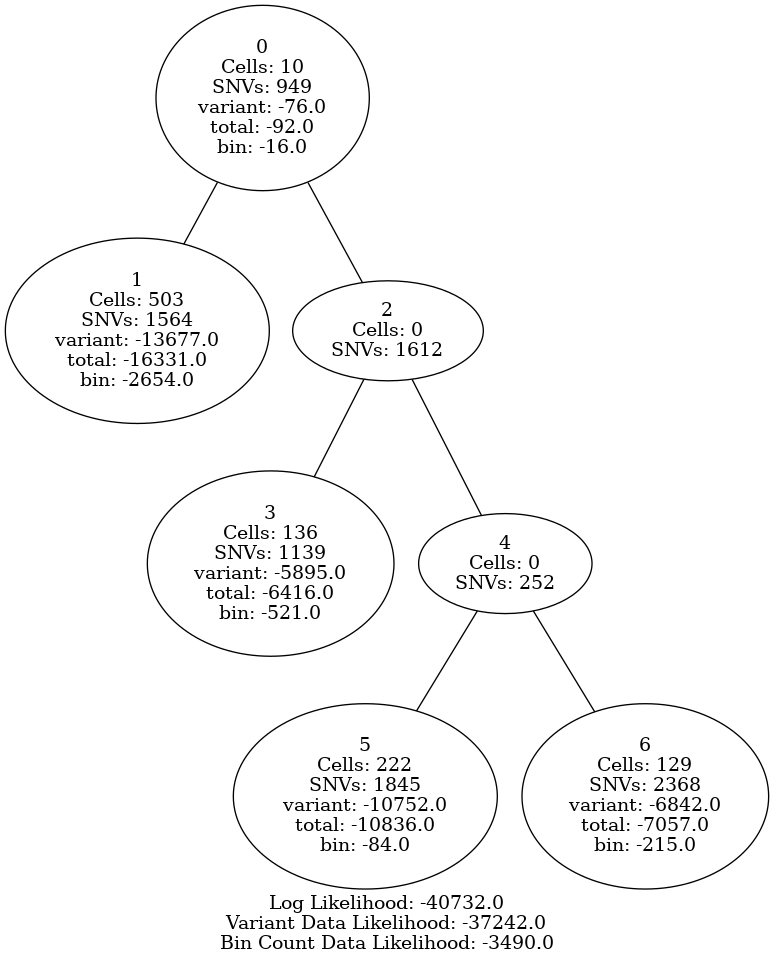 0
Cells: 10
SNVs: 949
variant: -76.0
total: -92.0
bin: -16.0
1
Cells: 503
SNVs: 1564
variant: -13677.0
total: -16331.0
bin: -2654.0
2
Cells: 0
SNVs: 1612
3
Cells: 136
SNVs: 1139
variant: -5895.0
total: -6416.0
bin: -521.0
4
Cells: 0
SNVs: 252
5
Cells: 222
SNVs: 1845
variant: -10752.0
total: -10836.0
bin: -84.0
6
Cells: 129
SNVs: 2368
variant: -6842.0
total: -7057.0
bin: -215.0
Log Likelihood: -40732.0
Variant Data Likelihood: -37242.0
Bin Count Data Likelihood: -3490.0